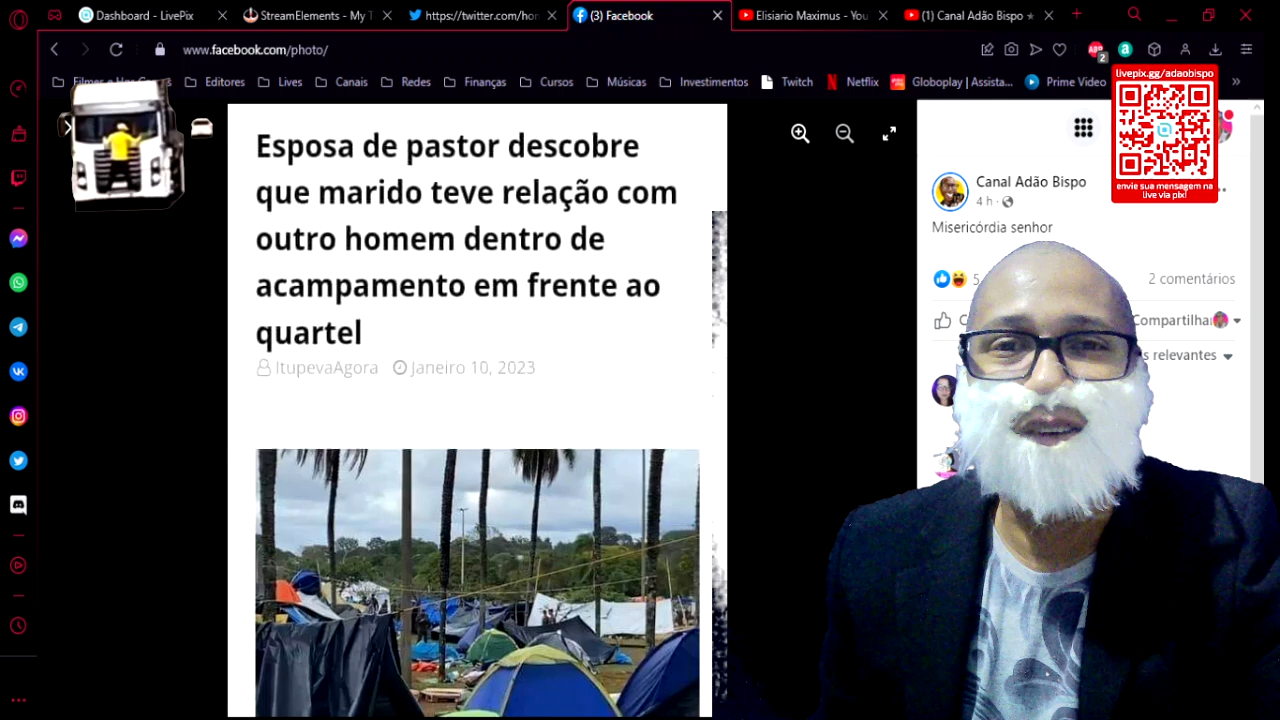 Dashboard - LivePix
StreamElements - My T
https://twitter.com/hor
(3) Facebook
Elisiario Maximus - You
(1) Canal Adão Bispo
www.facebook.com/photo/
2
Editores
Lives
Canais
Redes
Finanças
Cursos
Músicas
Investimentos
Twitch
Netflix
Globoplay | Assista...
Prime Video
livepix.gg/adaobispo
envie sua mensagem na
live via pix!
Esposa de pastor descobre
que marido teve relação com
outro homem dentro de
acampamento em frente ao
quartel
ItupevaAgora
Janeiro 10, 2023
Canal Adão Bispo
4 h
Misericórdia senhor
5
2 comentários
Compartilhar
s relevantes